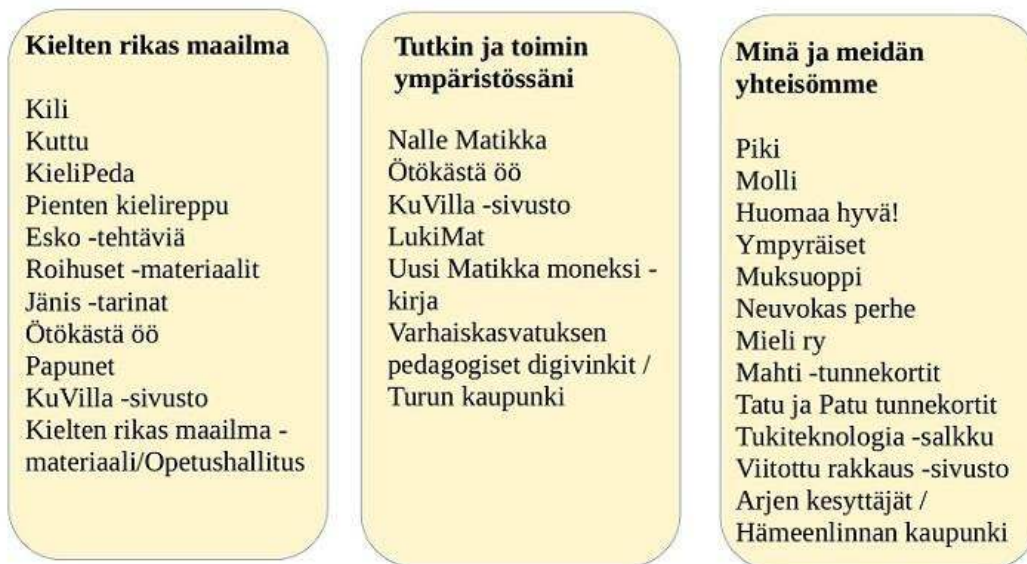 Kielten rikas maailma
Kili
Kuttu
KieliPeda
Pienten kielireppu
Esko -tehtäviä
Roihuset -materiaalit
Jänis -tarinat
Ötökästä öö
Papunet
KuVilla -sivusto
Kielten rikas maailma -
materiaali/Opetushallitus
Tutkin ja toimin
ympäristössäni
Nalle Matikka
Ötökästä öö
KuVilla -sivusto
LukiMat
Uusi Matikka moneksi -
kirja
Varhaiskasvatuksen
pedagogiset digivinkit /
Turun kaupunki
Minä ja meidän
yhteisömme
Piki
Molli
Huomaa hyvä!
Ympyräiset
Muksuoppi
Neuvokas perhe
Mieli ry
Mahti -tunnekortit
Tatu ja Patu tunnekortit
Tukiteknologia -salkku
Viitottu rakkaus -sivusto
Arjen kesyttäjät /
Hämeenlinnan kaupunki